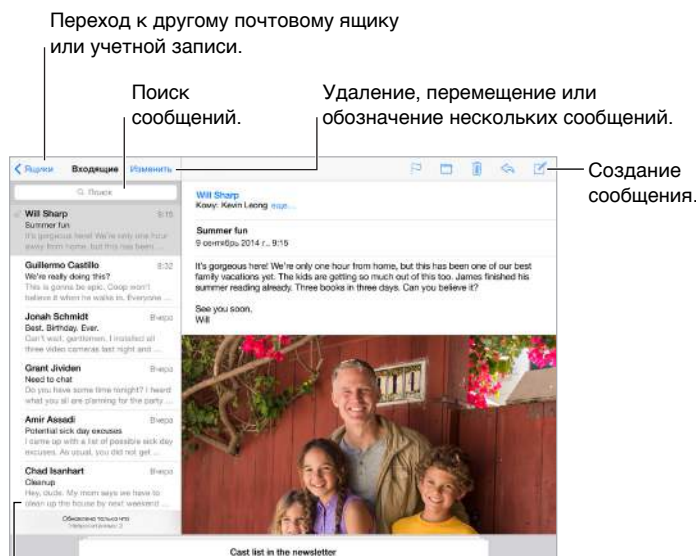 Переход к другому почтовому ящику
или учетной записи.
Поиск
сообщений.
Удаление, перемещение или
обозначение нескольких сообщений.
Создание
сообщения.
Ящики Входящие Изменить
Поиск
Will Sharp 9:15
Summer fun
It's gorgeous here! We're only one hour
away from home, but this has been ...
Guillermo Castillo 8:32
We're really doing this?
This is gonna be epic. Coop won't
believe it when he walks in. Everyone ...
Jonah Schmidt Вчера
Best. Birthday. Ever.
Can't wait, gentlemen. I installed all
three video cameras last night and ...
Grant Jividen Вчера
Need to chat
Do you have some time tonight? I heard
what you all are planning for the party ...
Amir Assadi Вчера
Potential sick day excuses
I came up with a list of possible sick day
excuses. As usual, you did not get ...
Chad Isanhart Вчера
Cleanup
Hey, dude. My mom says we have to
clean up the house by next weekend ...
Обновлено только что
Непрочитанных: 2
Will Sharp
Кому: Kevin Leong еще...
Summer fun
9 сентябрь 2014 г., 9:15
It's gorgeous here! We're only one hour from home, but this has been one of our best
family vacations yet. The kids are getting so much out of this too. James finished his
summer reading already. Three books in three days. Can you believe it?
See you soon,
Will
Cast list in the newsletter